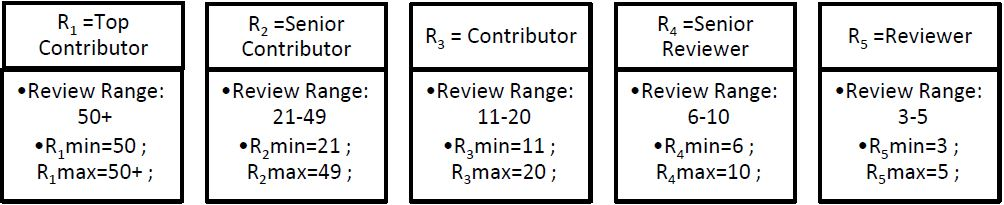 R₁ =Top
Contributor
•Review Range:
50+
•R₁min=50 ;
R₁max=50+ ;
R₂ =Senior
Contributor
•Review Range:
21-49
•R₂min=21 ;
R₂max=49 ;
R₃ = Contributor
•Review Range:
11-20
•R₃min=11 ;
R₃max=20 ;
R₄ =Senior
Reviewer
•Review Range:
6-10
•R₄min=6 ;
R₄max=10 ;
R₅ =Reviewer
•Review Range:
3-5
•R₅min=3 ;
R₅max=5 ;